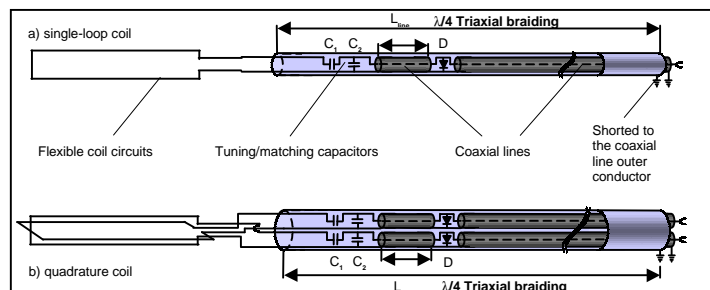 L line λ/4 Triaxial braiding
a) single-loop coil
C1 C2 D
Flexible coil circuits
Tuning/matching capacitors
Coaxial lines
Shorted to
the coaxial
line outer
conductor
C1 C2 D
b) quadrature coil
L λ/4 Triaxial braiding